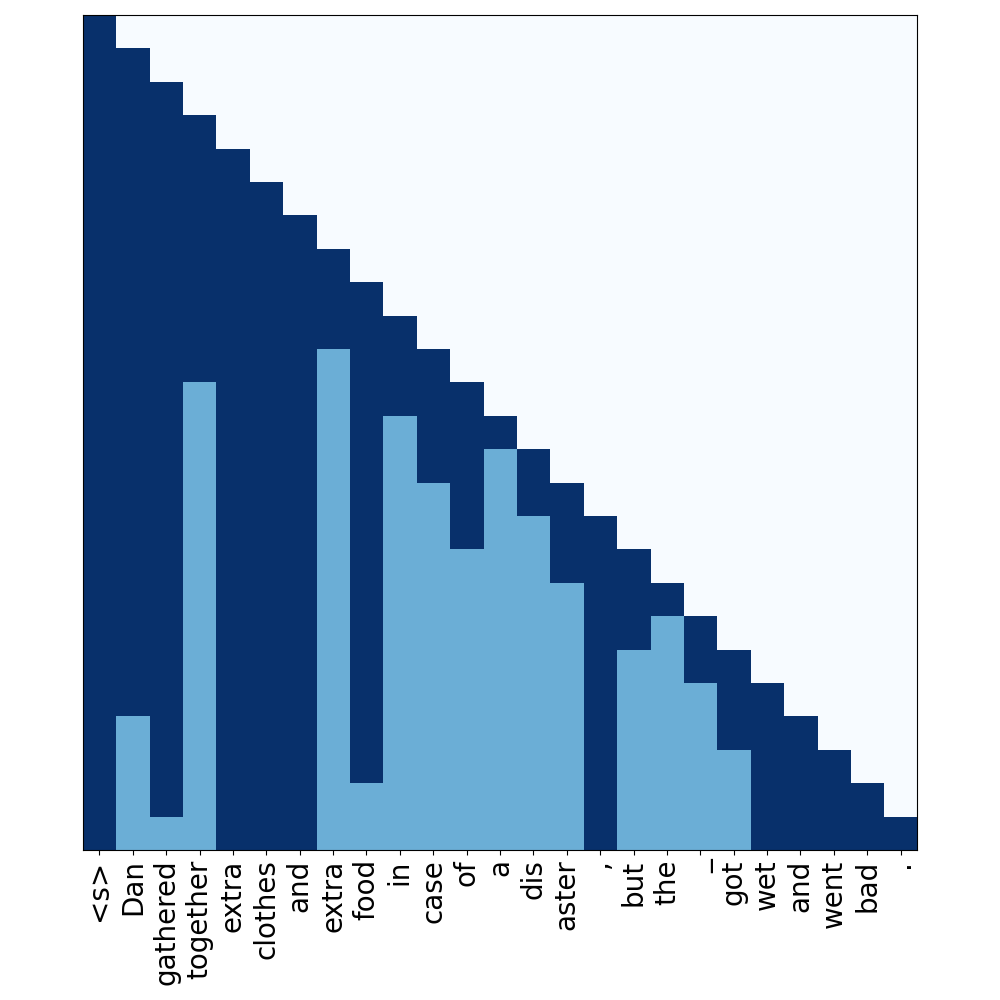 <s> Dan gathered together extra clothes and extra food in case of a dis aster , but the _ got wet and went bad .